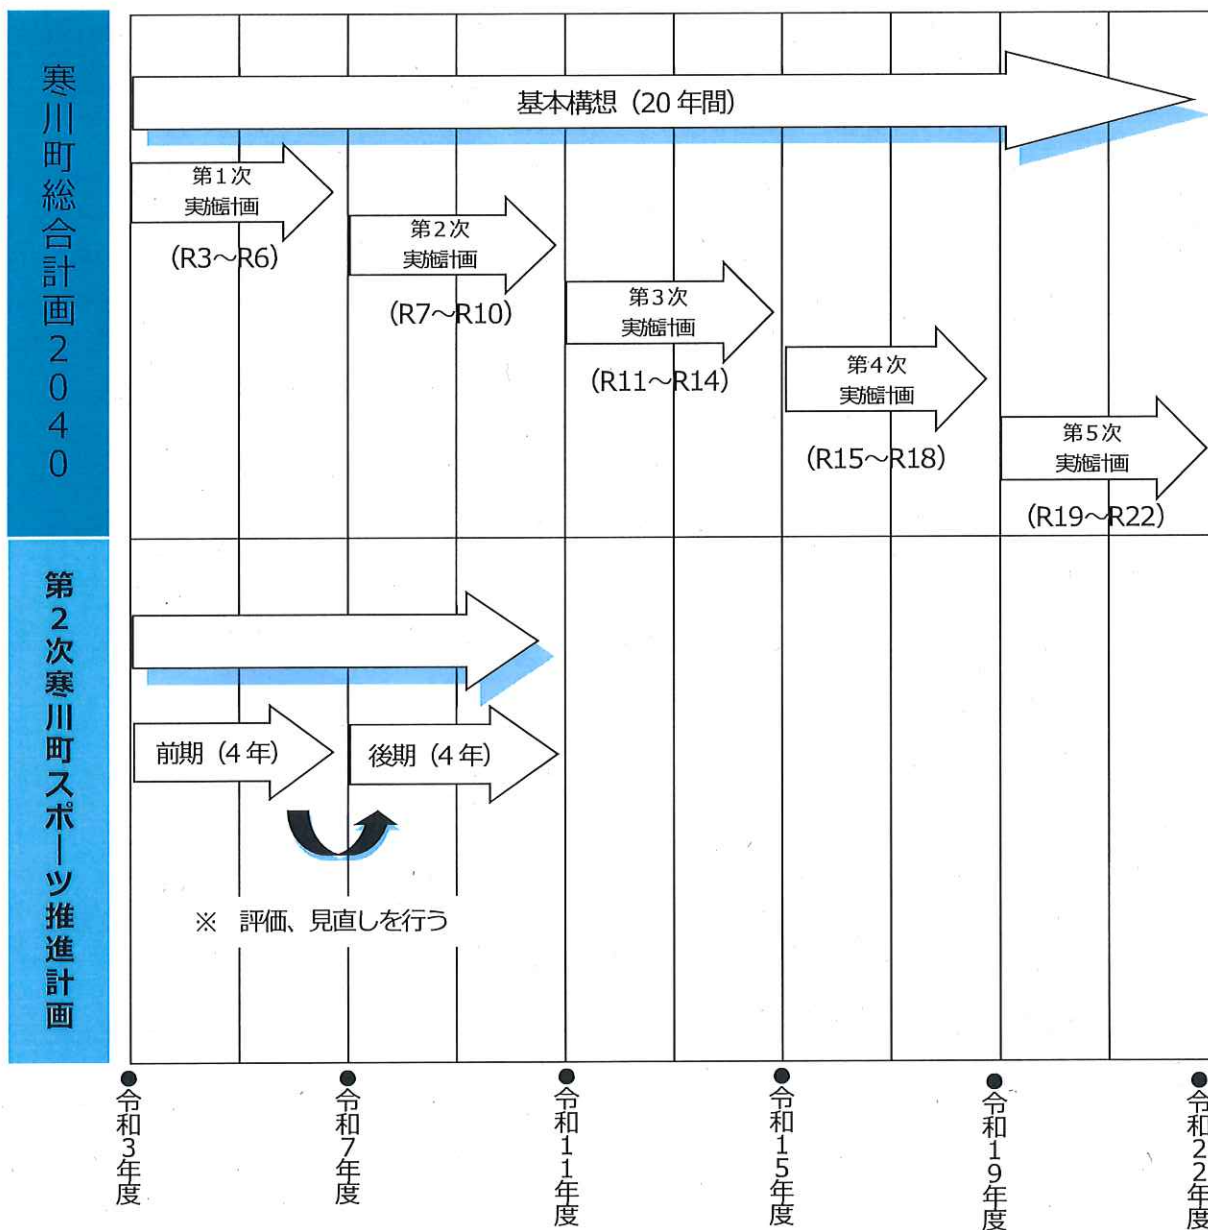 寒川町総合計画2040
基本構想（20年間）
第1次
実施計画
（R3～R6）
第2次
実施計画
（R7～R10）
第3次
実施計画
（R11～R14）
第4次
実施計画
（R15～R18）
第5次
実施計画
（R19～R22）
第2次寒川町スポーツ推進計画
前期（4年）
後期（4年）
※　評価、見直しを行う
●令和3年度
●令和7年度
●令和11年度
●令和15年度
●令和19年度
●令和22年度